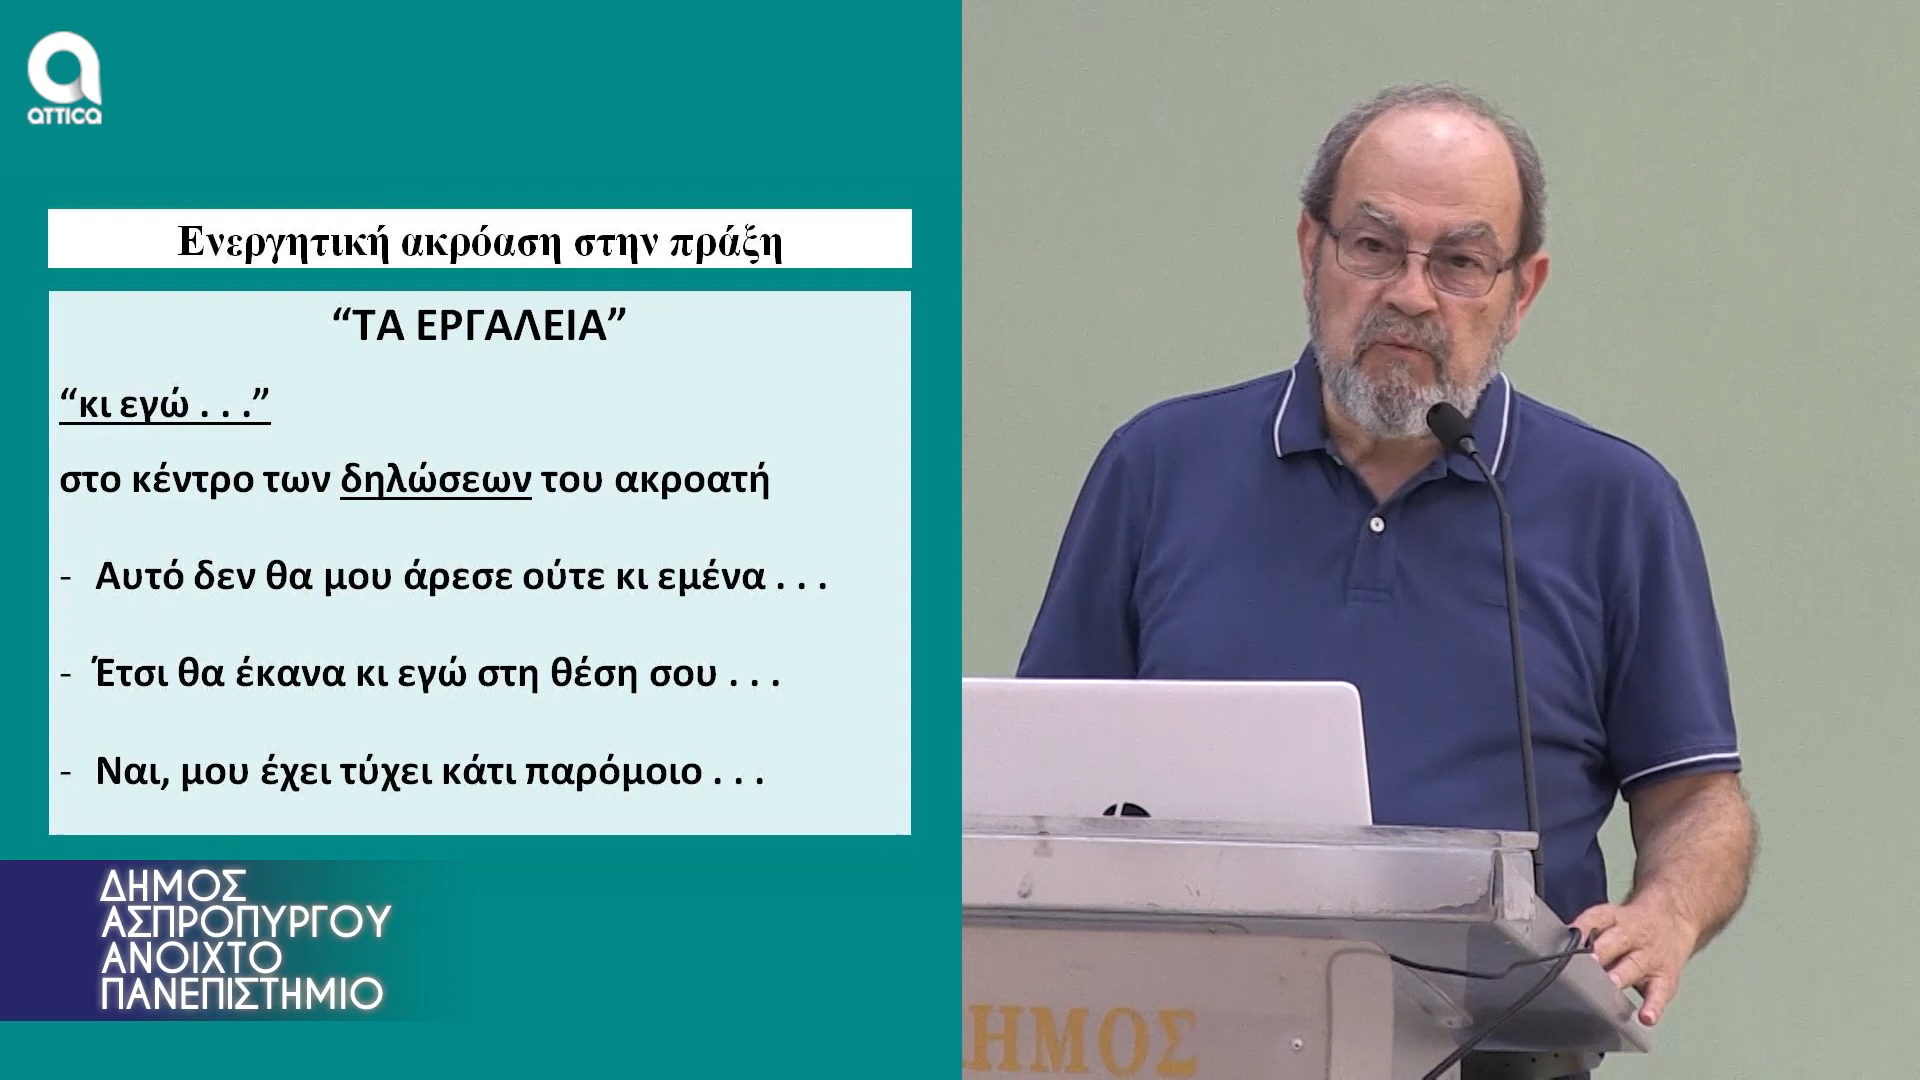 attica
Ενεργητική ακρόαση στην πράξη
“ΤΑ ΕΡΓΑΛΕΙΑ”
“κι εγώ . . .”
στο κέντρο των δηλώσεων του ακροατή
- Αυτό δεν θα μου άρεσε ούτε κι εμένα . . .
- Έτσι θα έκανα κι εγώ στη θέση σου . . .
- Ναι, μου έχει τύχει κάτι παρόμοιο . . .
ΔΗΜΟΣ
ΑΣΠΡΟΠΥΡΓΟΥ
ΑΝΟΙΧΤΟ
ΠΑΝΕΠΙΣΤΗΜΙΟ
ΔΗΜΟΣ